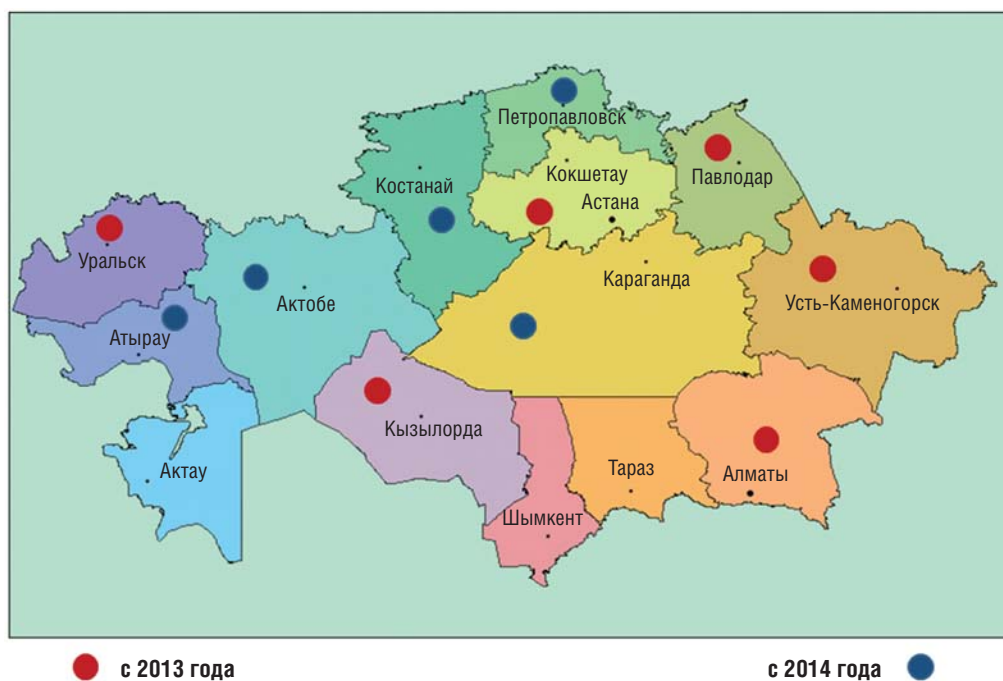 Петропавловск
Кокшетау
Павлодар
Костанай
Астана
Уральск
Караганда
Актобе
Усть-Каменогорск
Атырау
Кызылорда
Актау
Тараз
Алматы
Шымкент
с 2013 года
с 2014 года